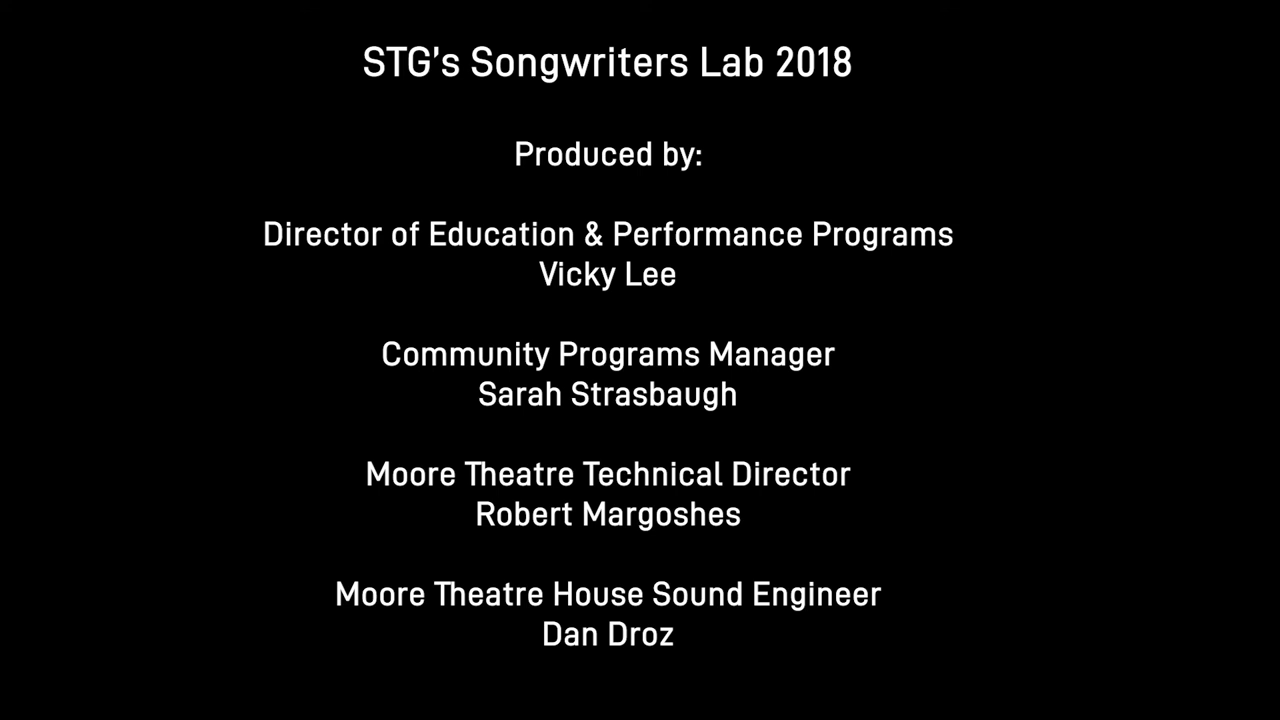 STG's Songwriters Lab 2018
Produced by:
Director of Education & Performance Programs
Vicky Lee
Community Programs Manager
Sarah Strasbaugh
Moore Theatre Technical Director
Robert Margoshes
Moore Theatre House Sound Engineer
Dan Droz